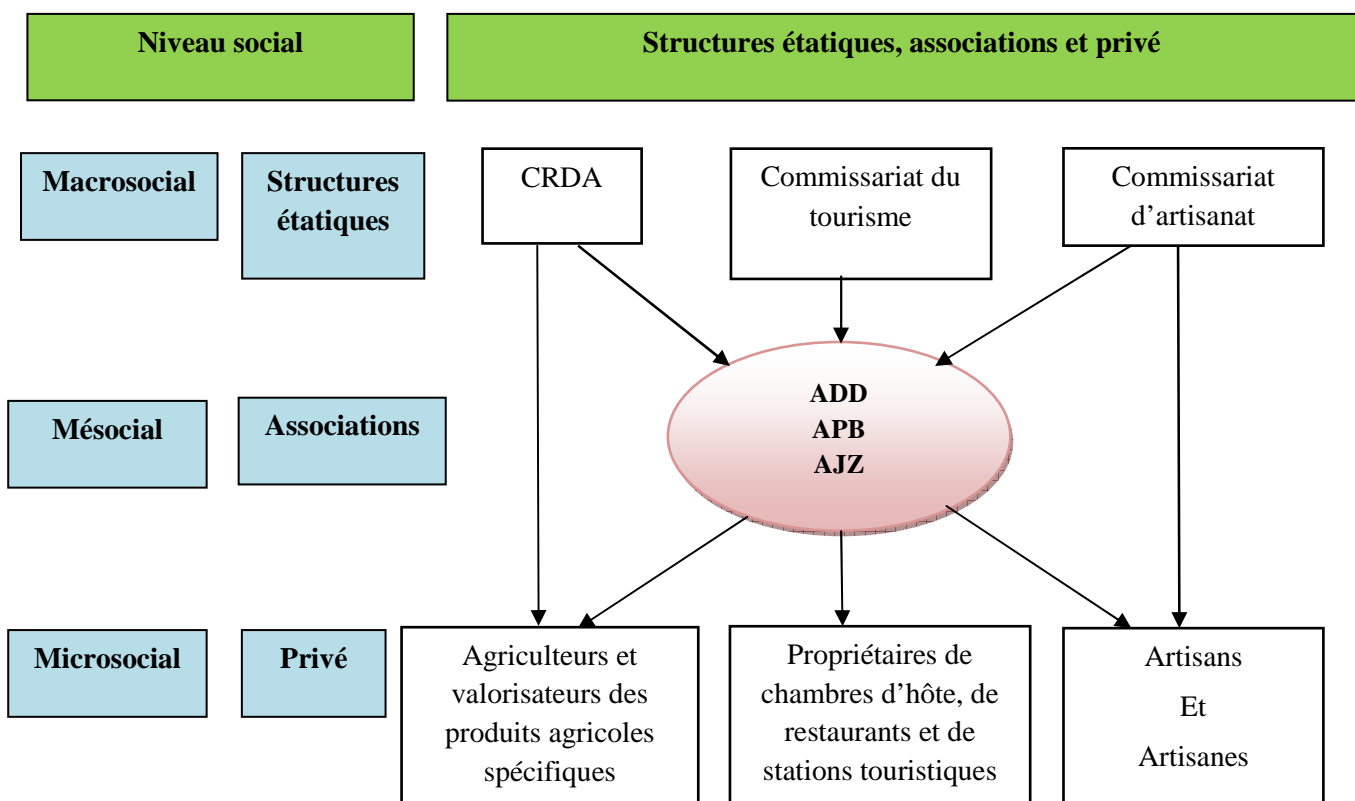 Niveau social
Structures étatiques, associations et privé
Macrosocial
Structures
étatiques
CRDA
Commissariat du
tourisme
Commissariat
d’artisanat
Mésocial
Associations
ADD
APB
AJZ
Microsocial
Privé
Agriculteurs et
valorisateurs des
produits agricoles
spécifiques
Propriétaires de
chambres d’hôte, de
restaurants et de
stations touristiques
Artisans
Et
Artisanes